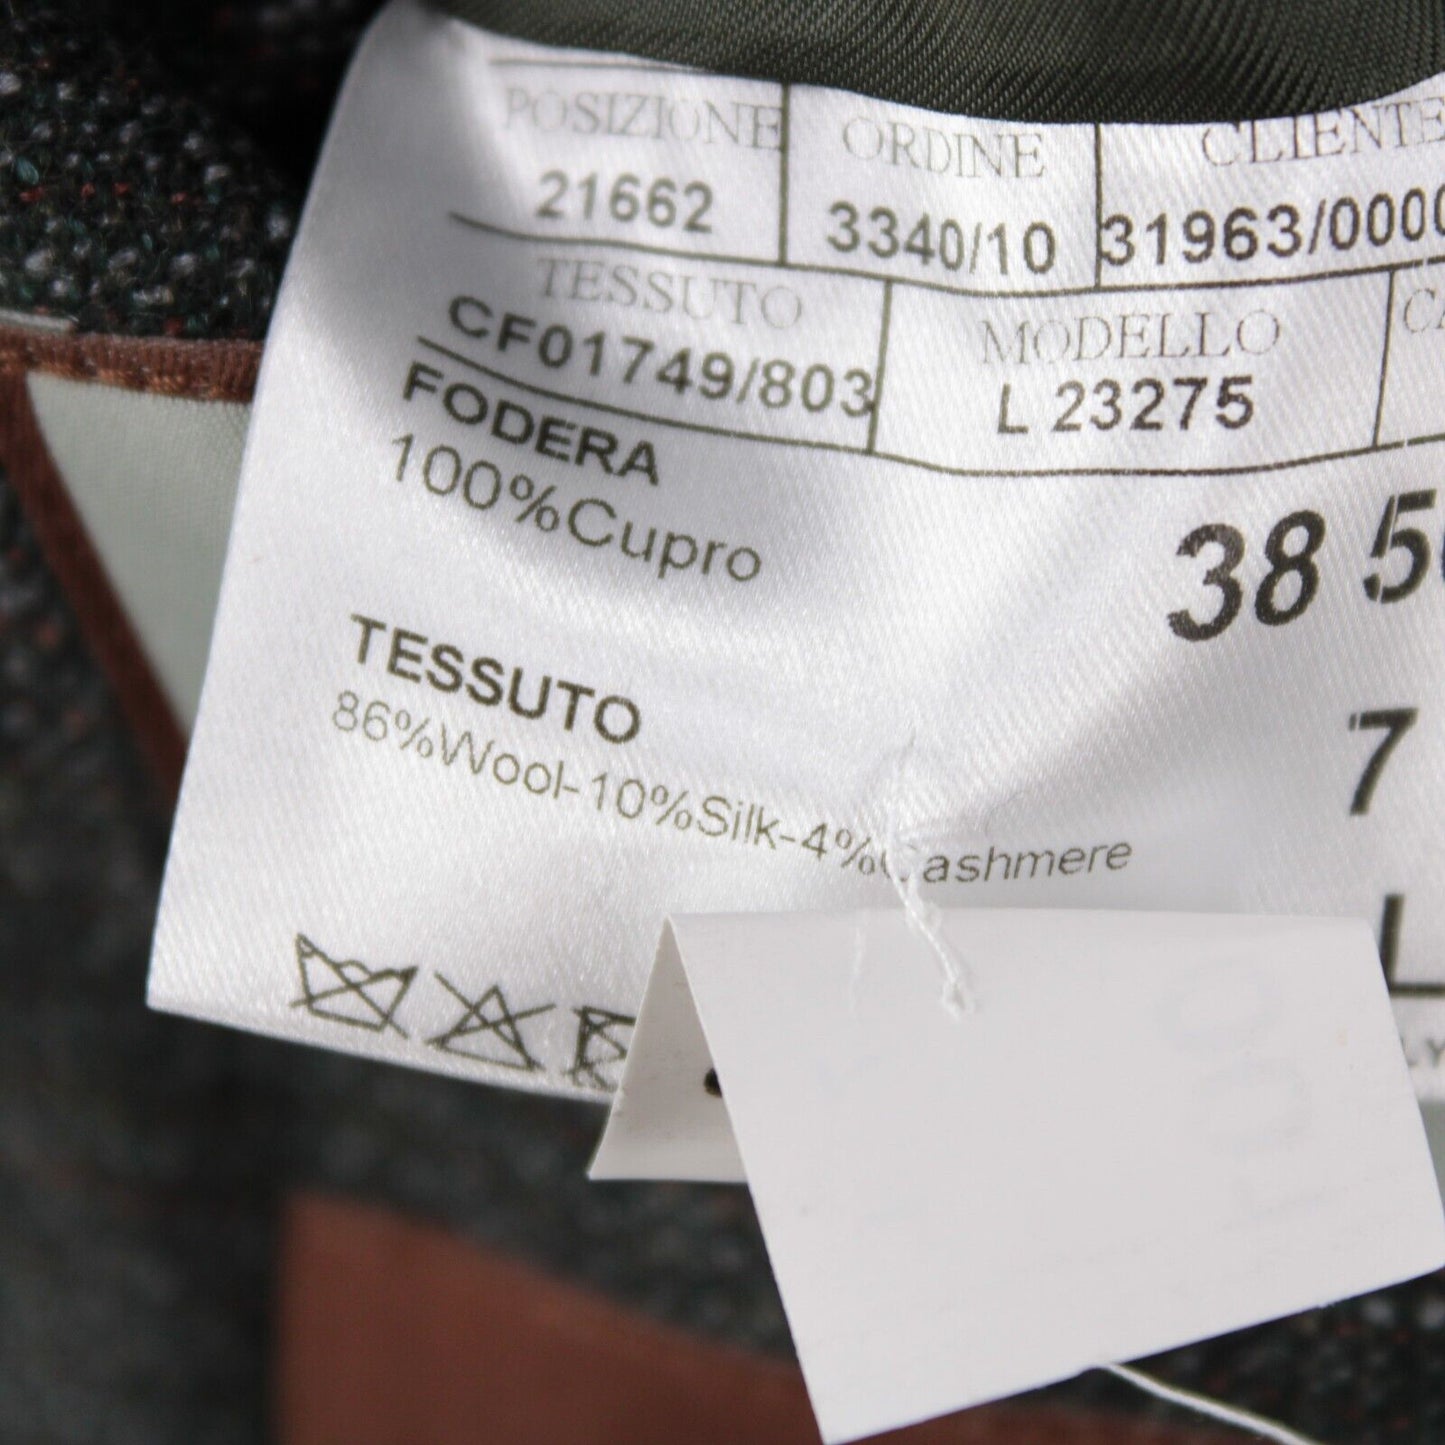 POSIZIONE ORDINE CLIENTE
21662 3340/10 31963/0000
TESSUTO MODELLO
CF01749/803 L 23275
FODERA
100%Cupro
38
TESSUTO
86%Wool-10%Silk-4%Cashmere
7
L